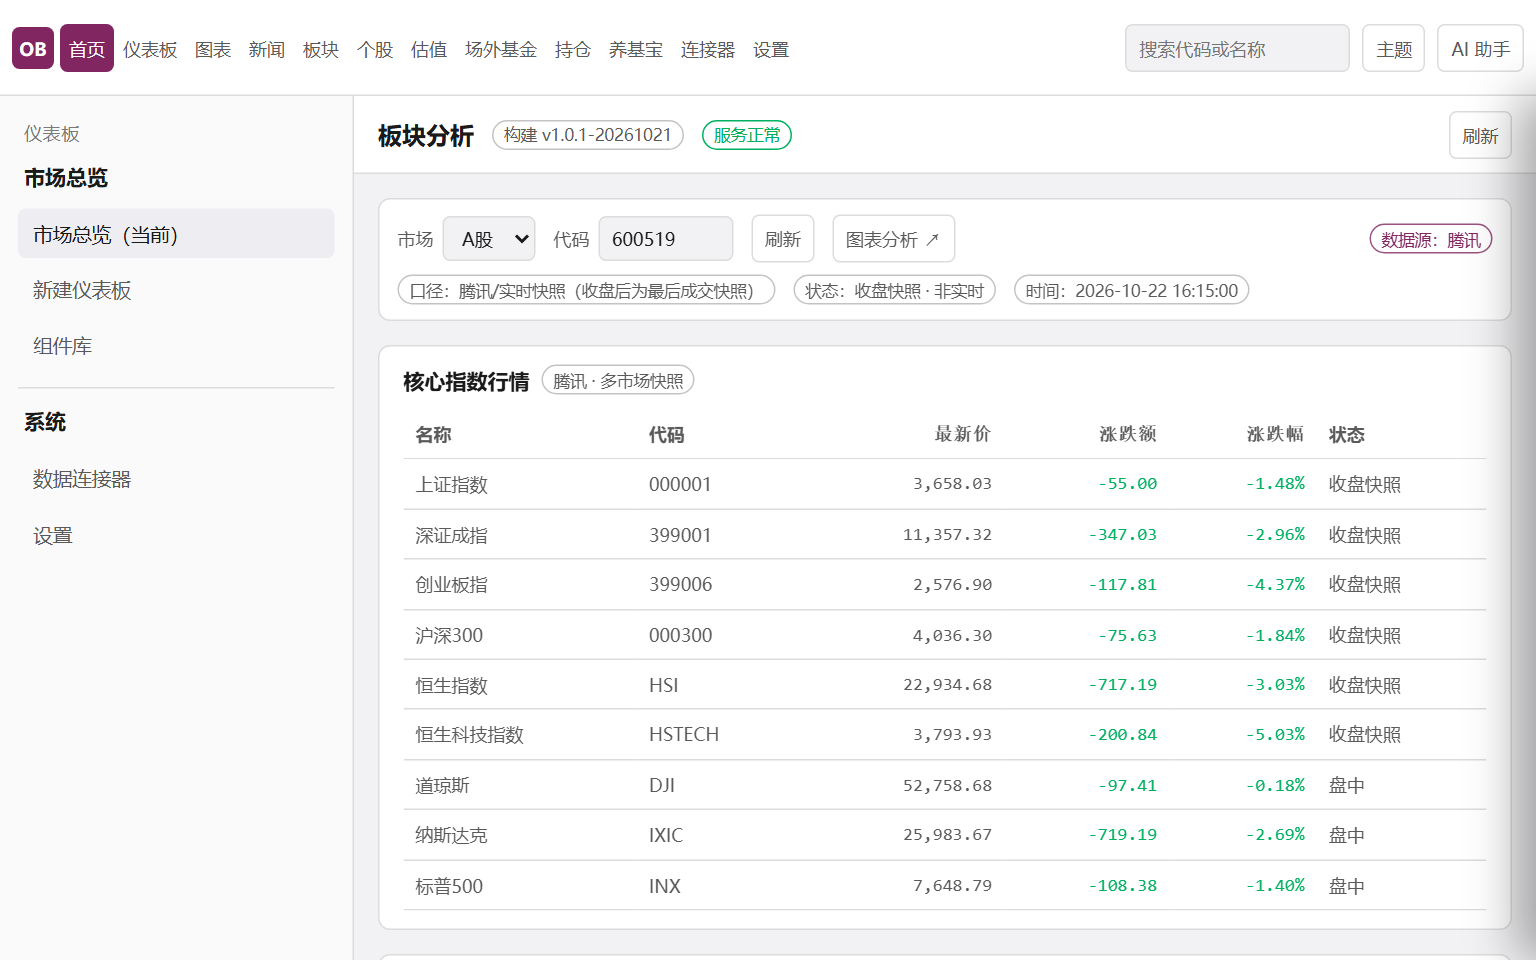 OB 首页 仪表板 图表 新闻 板块 个股 估值 场外基金 持仓 养基宝 连接器 设置 搜索代码或名称 主题 AI 助手
仪表板
市场总览
市场总览（当前）
新建仪表板
组件库
系统
数据连接器
设置
板块分析 构建 v1.0.1-20261021 服务正常 刷新
市场 A股 代码 600519 刷新 图表分析 ↗ 数据源：腾讯
口径：腾讯/实时快照（收盘后为最后成交快照） 状态：收盘快照 · 非实时 时间：2026-10-22 16:15:00
核心指数行情 腾讯 · 多市场快照
名称 代码 最新价 涨跌额 涨跌幅 状态
上证指数 000001 3,658.03 -55.00 -1.48% 收盘快照
深证成指 399001 11,357.32 -347.03 -2.96% 收盘快照
创业板指 399006 2,576.90 -117.81 -4.37% 收盘快照
沪深300 000300 4,036.30 -75.63 -1.84% 收盘快照
恒生指数 HSI 22,934.68 -717.19 -3.03% 收盘快照
恒生科技指数 HSTECH 3,793.93 -200.84 -5.03% 收盘快照
道琼斯 DJI 52,758.68 -97.41 -0.18% 盘中
纳斯达克 IXIC 25,983.67 -719.19 -2.69% 盘中
标普500 INX 7,648.79 -108.38 -1.40% 盘中